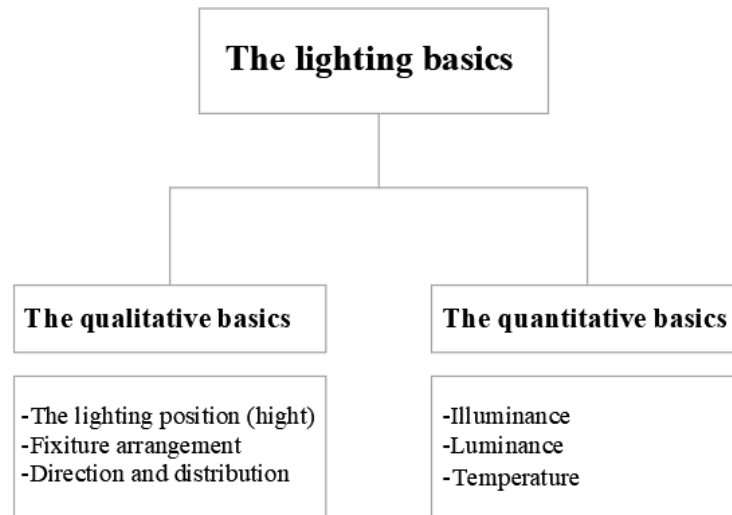 The lighting basics
The qualitative basics
-The lighting position (hight)
-Fixiture arrangement
-Direction and distribution
The quantitative basics
-Illuminance
-Luminance
-Temperature